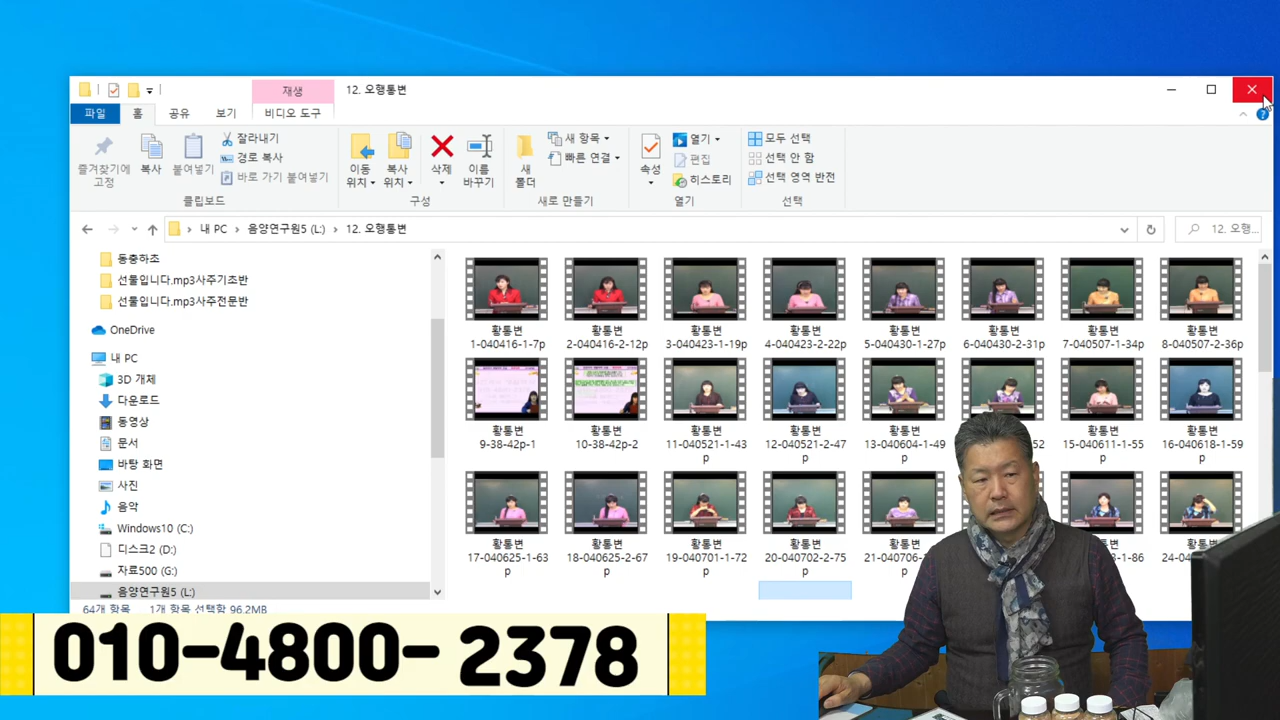 재생
12. 오행통변
파일
홈
공유
보기
비디오 도구
즐겨찾기에
고정
복사
붙여넣기
잘라내기
경로 복사
바로 가기 붙여넣기
클립보드
이동
위치
복사
위치
삭제
이름
바꾸기
구성
새
폴더
새 항목
빠른 연결
새로 만들기
속성
열기
편집
히스토리
열기
모두 선택
선택 안 함
선택 영역 반전
선택
내 PC > 음양연구원5 (L:) > 12. 오행통변
12. 오행...
동충하초
선물입니다.mp3사주기초반
선물입니다.mp3사주전문반
OneDrive
내 PC
3D 개체
다운로드
동영상
문서
바탕 화면
사진
음악
Windows10 (C:)
디스크2 (D:)
자료500 (G:)
음양연구원5 (L:)
황통변
1-040416-1-7p
황통변
2-040416-2-12p
황통변
3-040423-1-19p
황통변
4-040423-2-22p
황통변
5-040430-1-27p
황통변
6-040430-2-31p
황통변
7-040507-1-34p
황통변
8-040507-2-36p
황통변
9-38-42p-1
황통변
10-38-42p-2
황통변
11-040521-1-43
p
황통변
12-040521-2-47
p
황통변
13-040604-1-49
p
52
황통변
15-040611-1-55
p
황통변
16-040618-1-59
p
황통변
17-040625-1-63
p
황통변
18-040625-2-67
p
황통변
19-040701-1-72
p
황통변
20-040702-2-75
p
황통변
21-040706-
1-86
p
24-04
64개 항목
1개 항목 선택함 96.2MB
010-4800-2378